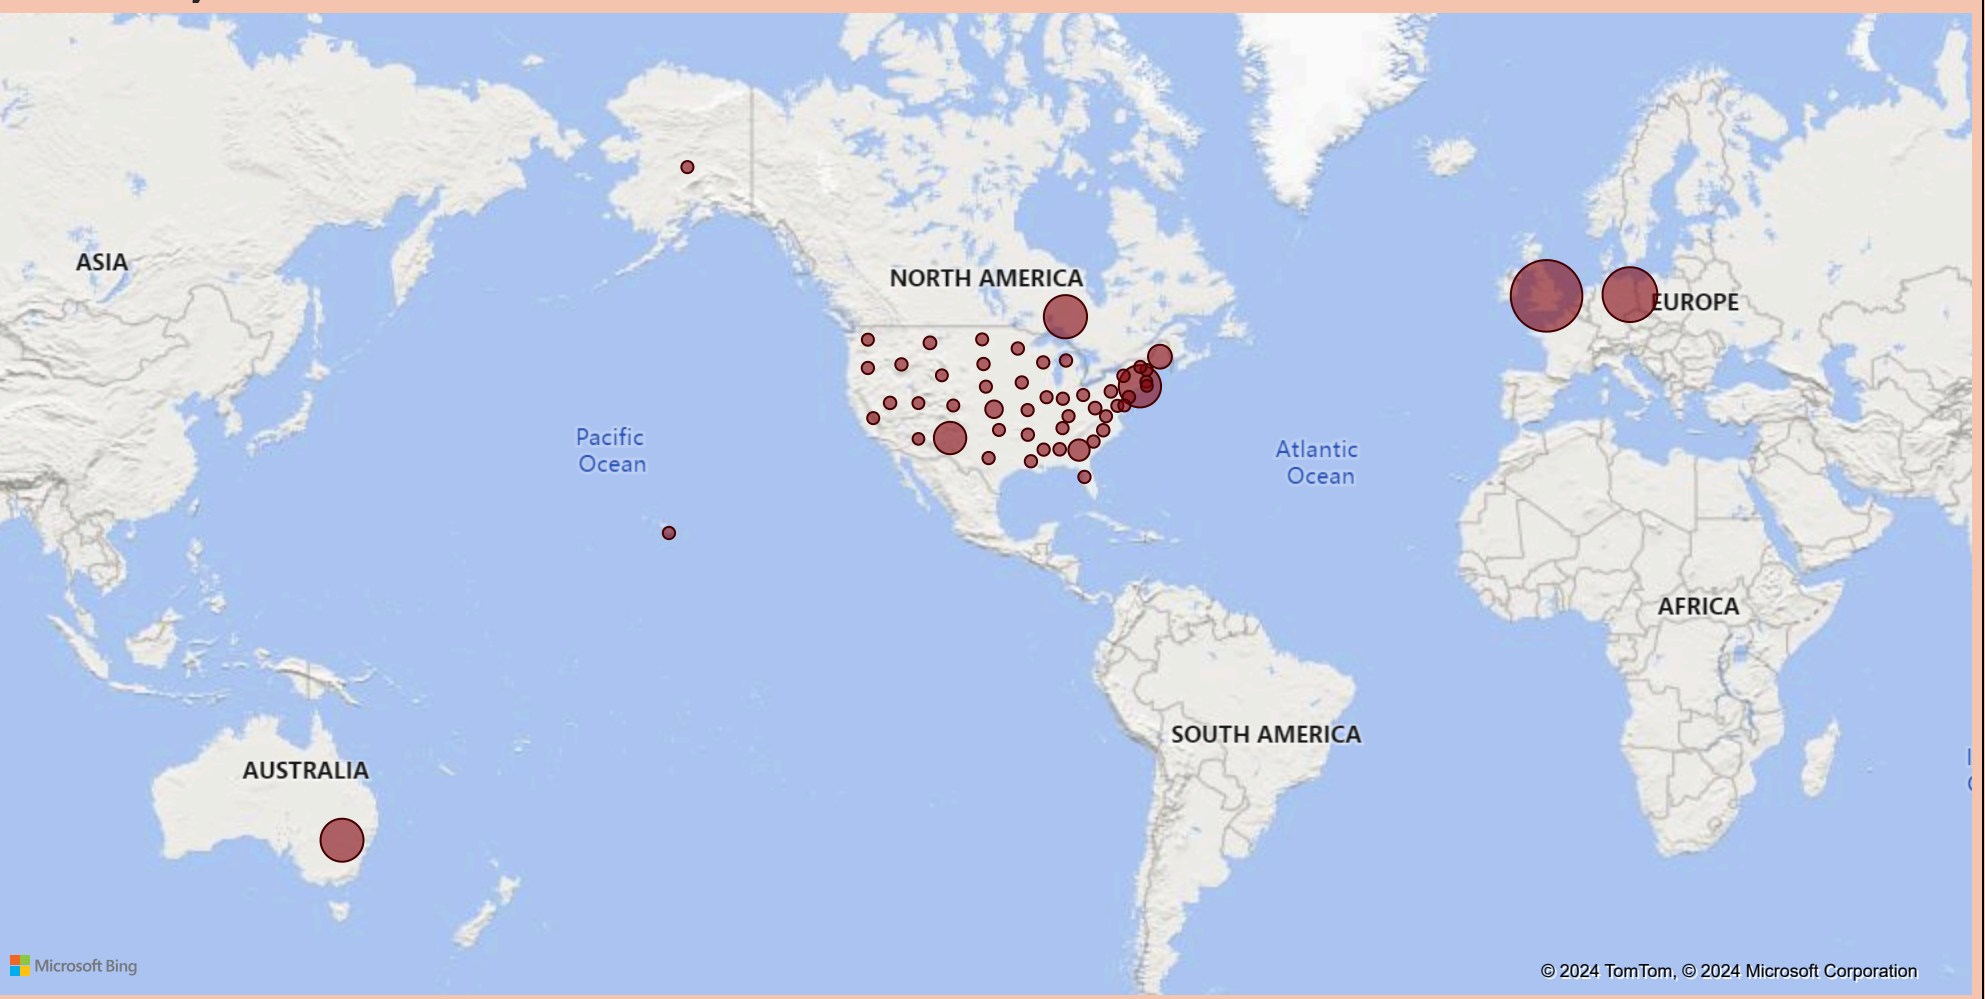 ASIA
NORTH AMERICA
EUROPE
Pacific
Ocean
Atlantic
Ocean
AFRICA
SOUTH AMERICA
AUSTRALIA
Microsoft Bing
© 2024 TomTom, © 2024 Microsoft Corporation